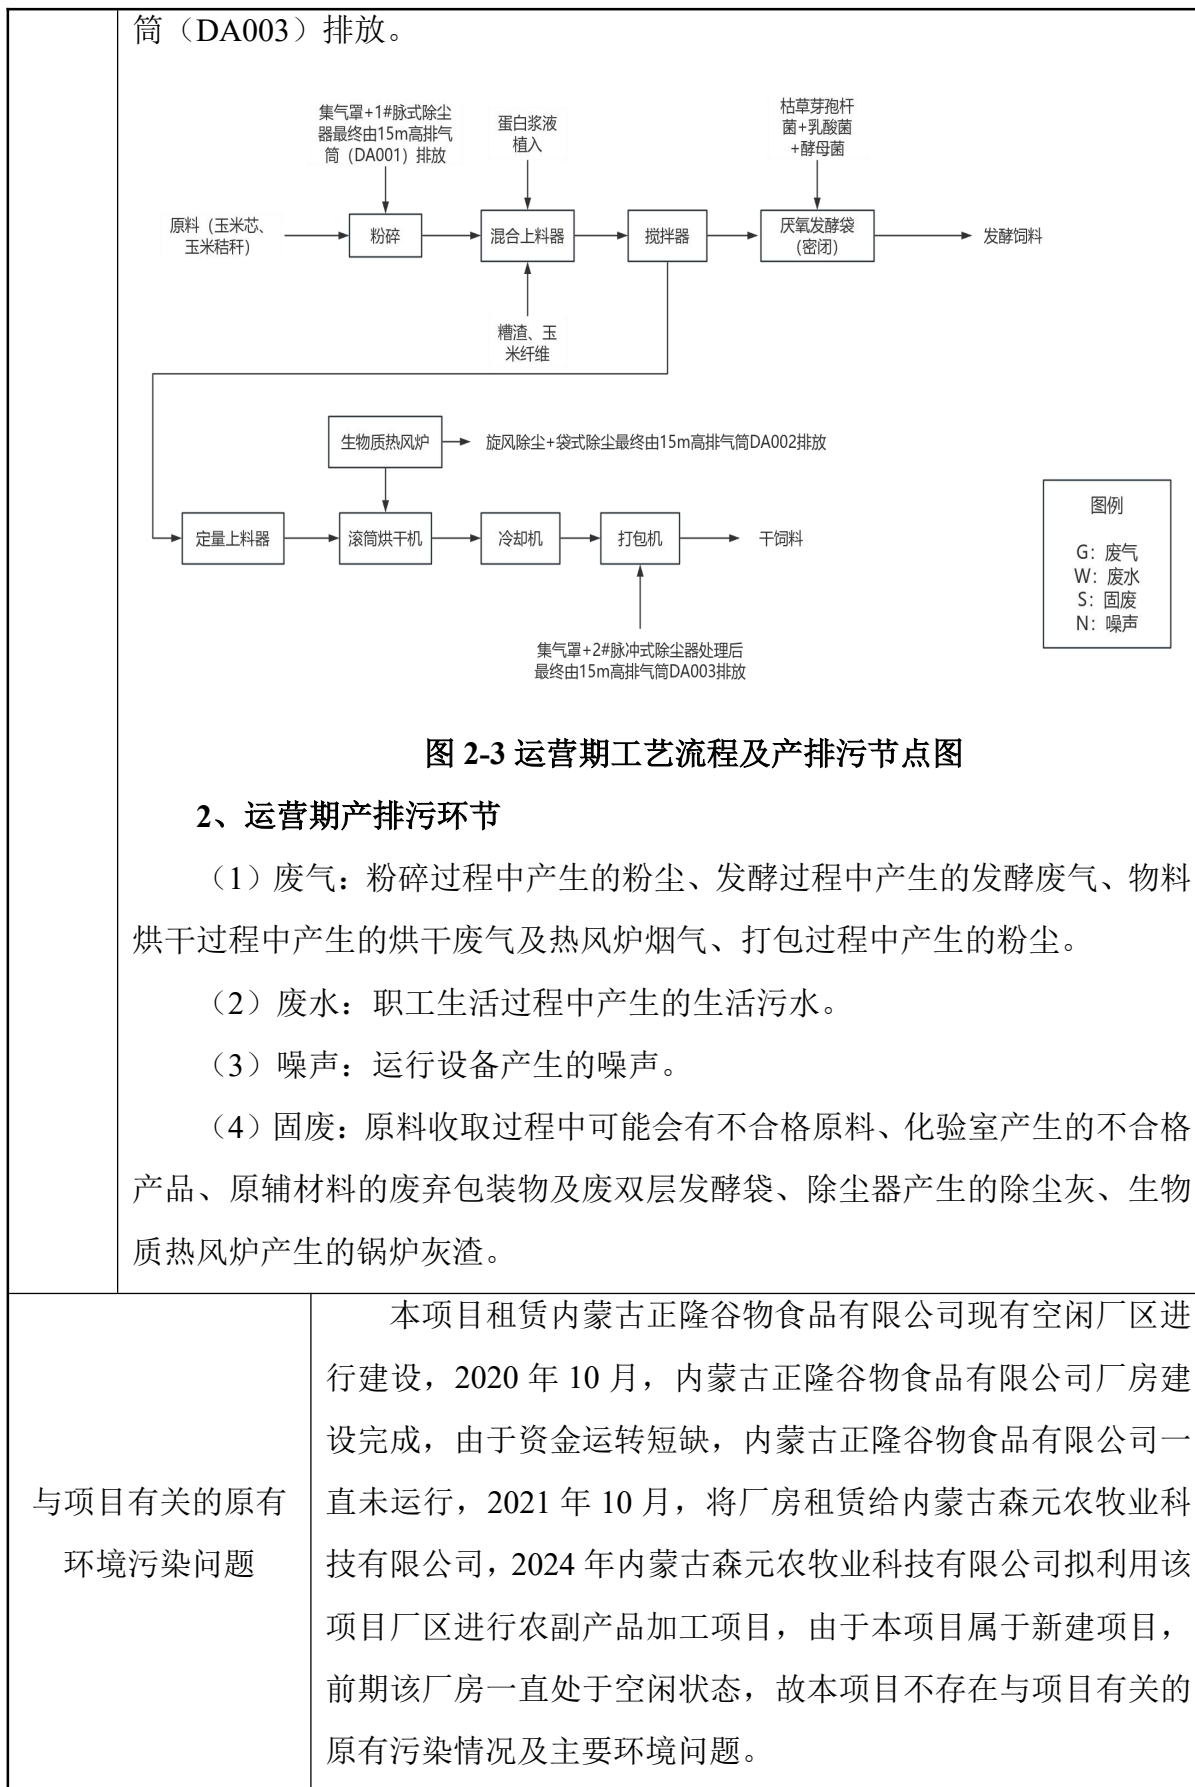 筒（DA003）排放。
集气罩+1#脉式除尘
器最终由15m高排气
筒（DA001）排放
蛋白浆液
植入
枯草芽孢杆
菌+乳酸菌
+酵母菌
原料（玉米芯、
玉米秸秆）
粉碎
混合上料器
搅拌器
厌氧发酵袋
（密闭）
发酵饲料
糟渣、玉
米纤维
生物质热风炉
旋风除尘+袋式除尘最终由15m高排气筒DA002排放
定量上料器
滚筒烘干机
冷却机
打包机
干饲料
集气罩+2#脉冲式除尘器处理后
最终由15m高排气筒DA003排放
图例
G：废气
W：废水
S：固废
N：噪声
图 2-3 运营期工艺流程及产排污节点图
2、运营期产排污环节
（1）废气：粉碎过程中产生的粉尘、发酵过程中产生的发酵废气、物料
烘干过程中产生的烘干废气及热风炉烟气、打包过程中产生的粉尘。
（2）废水：职工生活过程中产生的生活污水。
（3）噪声：运行设备产生的噪声。
（4）固废：原料收取过程中可能会有不合格原料、化验室产生的不合格
产品、原辅材料的废弃包装物及废双层发酵袋、除尘器产生的除尘灰、生物
质热风炉产生的锅炉灰渣。
与项目有关的原有
环境污染问题
本项目租赁内蒙古正隆谷物食品有限公司现有空闲厂区进
行建设，2020 年 10 月，内蒙古正隆谷物食品有限公司厂房建
设完成，由于资金运转短缺，内蒙古正隆谷物食品有限公司一
直未运行，2021 年 10 月，将厂房租赁给内蒙古森元农牧业科
技有限公司，2024 年内蒙古森元农牧业科技有限公司拟利用该
项目厂区进行农副产品加工项目，由于本项目属于新建项目，
前期该厂房一直处于空闲状态，故本项目不存在与项目有关的
原有污染情况及主要环境问题。